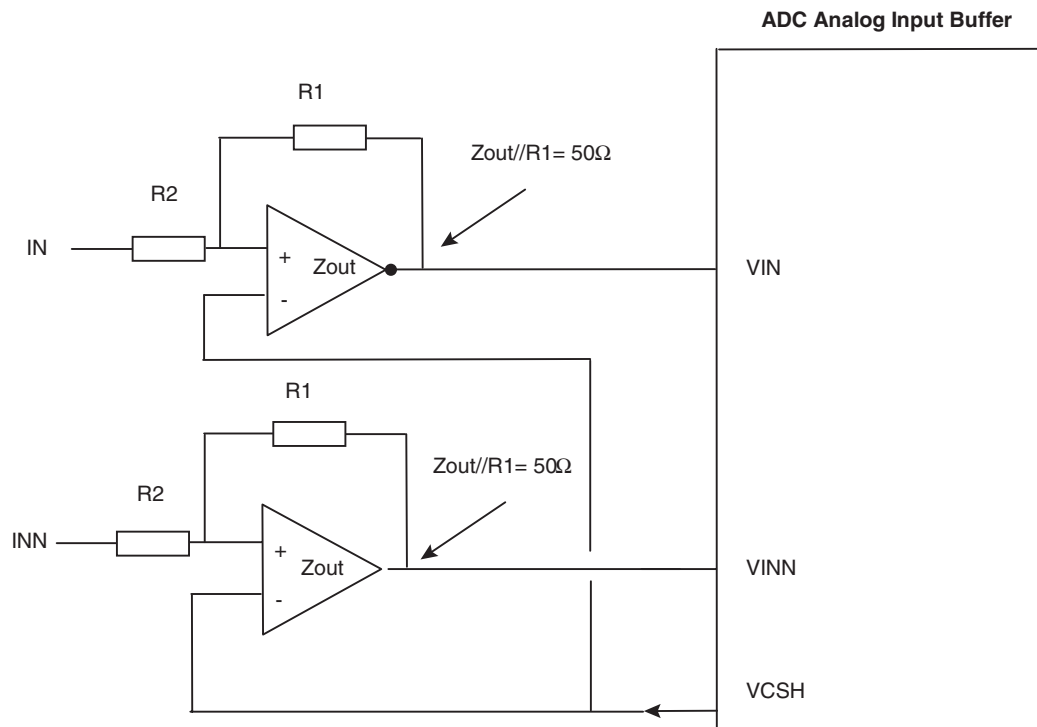 ADC Analog Input Buffer
R1
Zout//R1= 50Ω
R2
IN
+
Zout
-
VIN
R1
Zout//R1= 50Ω
R2
INN
+
Zout
-
VINN
VCSH